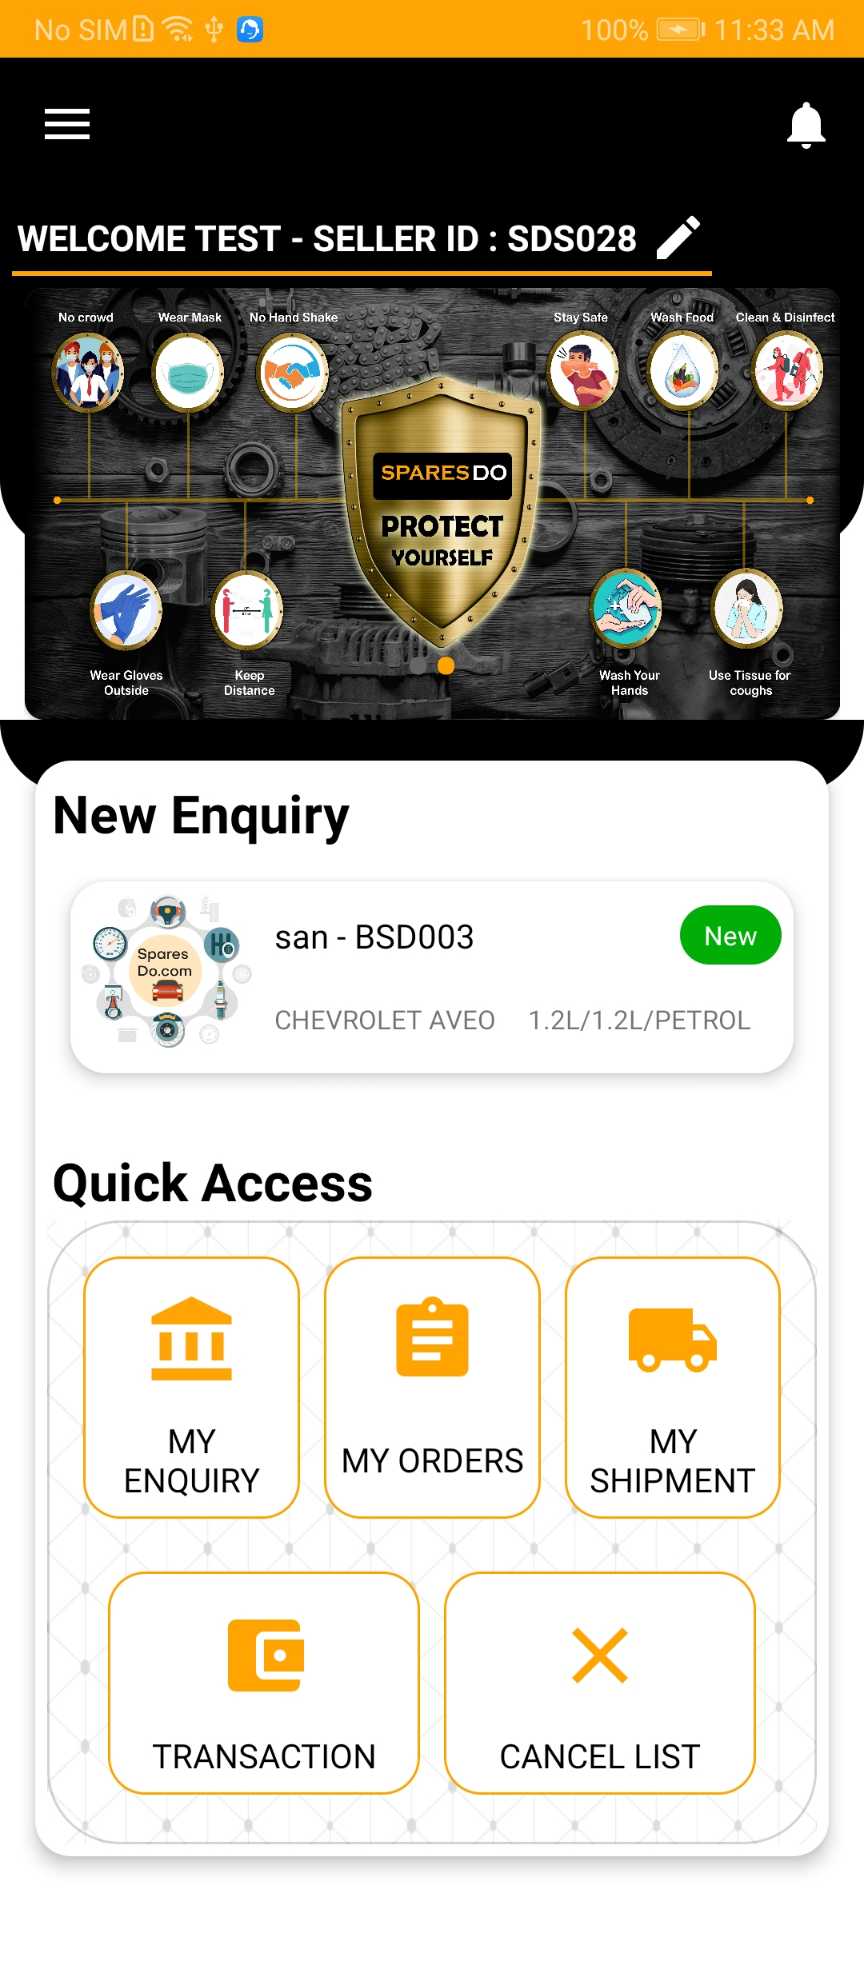 No SIM 100% 11:33 AM
WELCOME TEST - SELLER ID : SDS028
No crowd Wear Mask No Hand Shake Stay Safe Wash Food Clean & Disinfect
SPARES DO
PROTECT
YOURSELF
Wear Gloves
Outside
Keep
Distance
Wash Your
Hands
Use Tissue for
coughs
New Enquiry
Spares
Do.com
san - BSD003
New
CHEVROLET AVEO 1.2L/1.2L/PETROL
Quick Access
MY
ENQUIRY
MY ORDERS
MY
SHIPMENT
TRANSACTION
CANCEL LIST